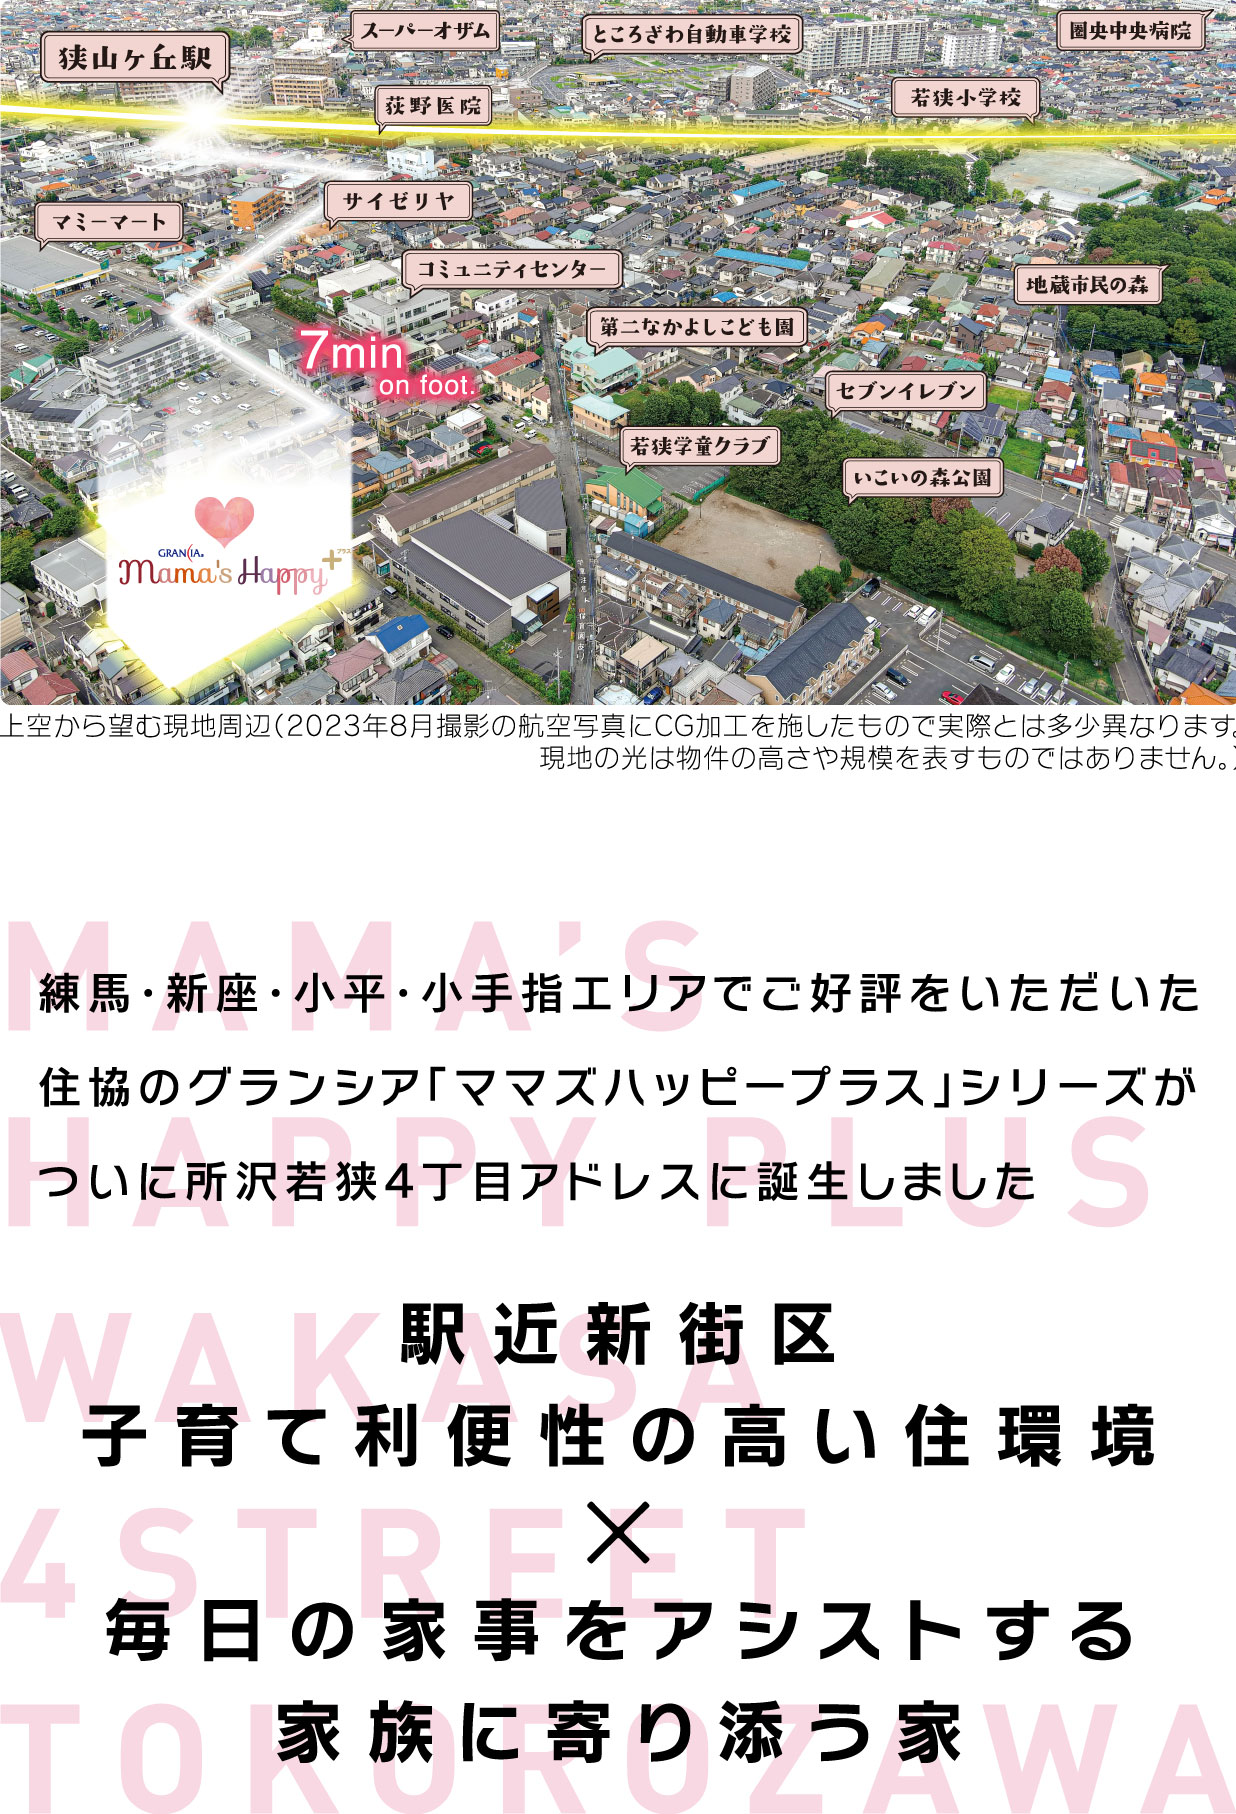 狭山ヶ丘駅
スーパーオザム
ところざわ自動車学校
圏央中央病院
荻野医院
若狭小学校
サイゼリヤ
マミーマート
コミュニティセンター
地蔵市民の森
第二なかよしこども園
7min
on foot.
セブンイレブン
若狭学童クラブ
いこいの森公園
GRANCIA
プラス
Mama's Happy+
上空から望む現地周辺（2023年8月撮影の航空写真にCG加工を施したもので実際とは多少異なります。
現地の光は物件の高さや規模を表すものではありません。）
MAMA'S
練馬・新座・小平・小手指エリアでご好評をいただいた
住協のグランシア「ママズハッピープラス」シリーズが
HAPPY PLUS
ついに所沢若狭4丁目アドレスに誕生しました
WAKASA
駅近新街区
子育て利便性の高い住環境
4STREET
×
毎日の家事をアシストする
TOKOROZAWA
家族に寄り添う家